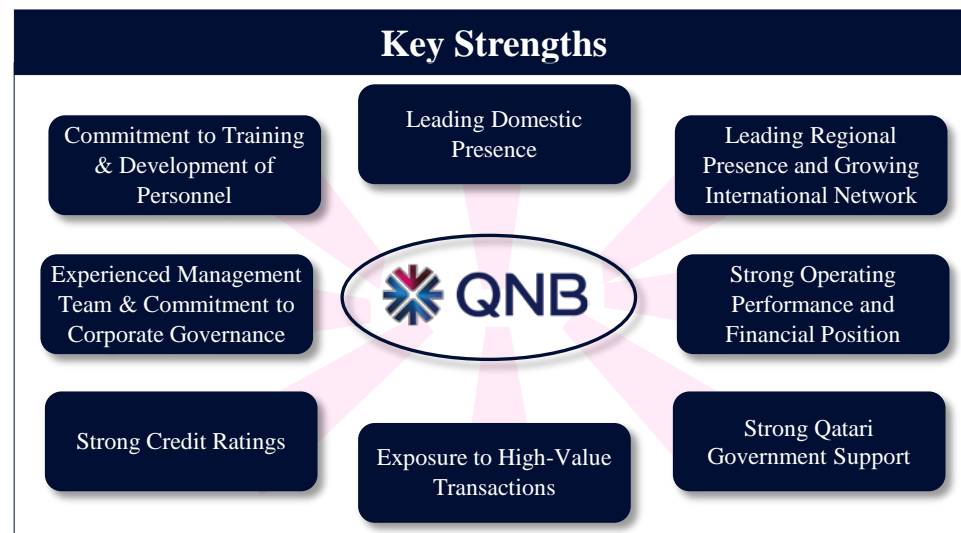 Key Strengths
Leading Domestic
Presence
Commitment to Training
& Development of
Personnel
Leading Regional
Presence and Growing
International Network
Experienced Management
Team & Commitment to
Corporate Governance
QNB
Strong Operating
Performance and
Financial Position
Strong Credit Ratings
Exposure to High-Value
Transactions
Strong Qatari
Government Support